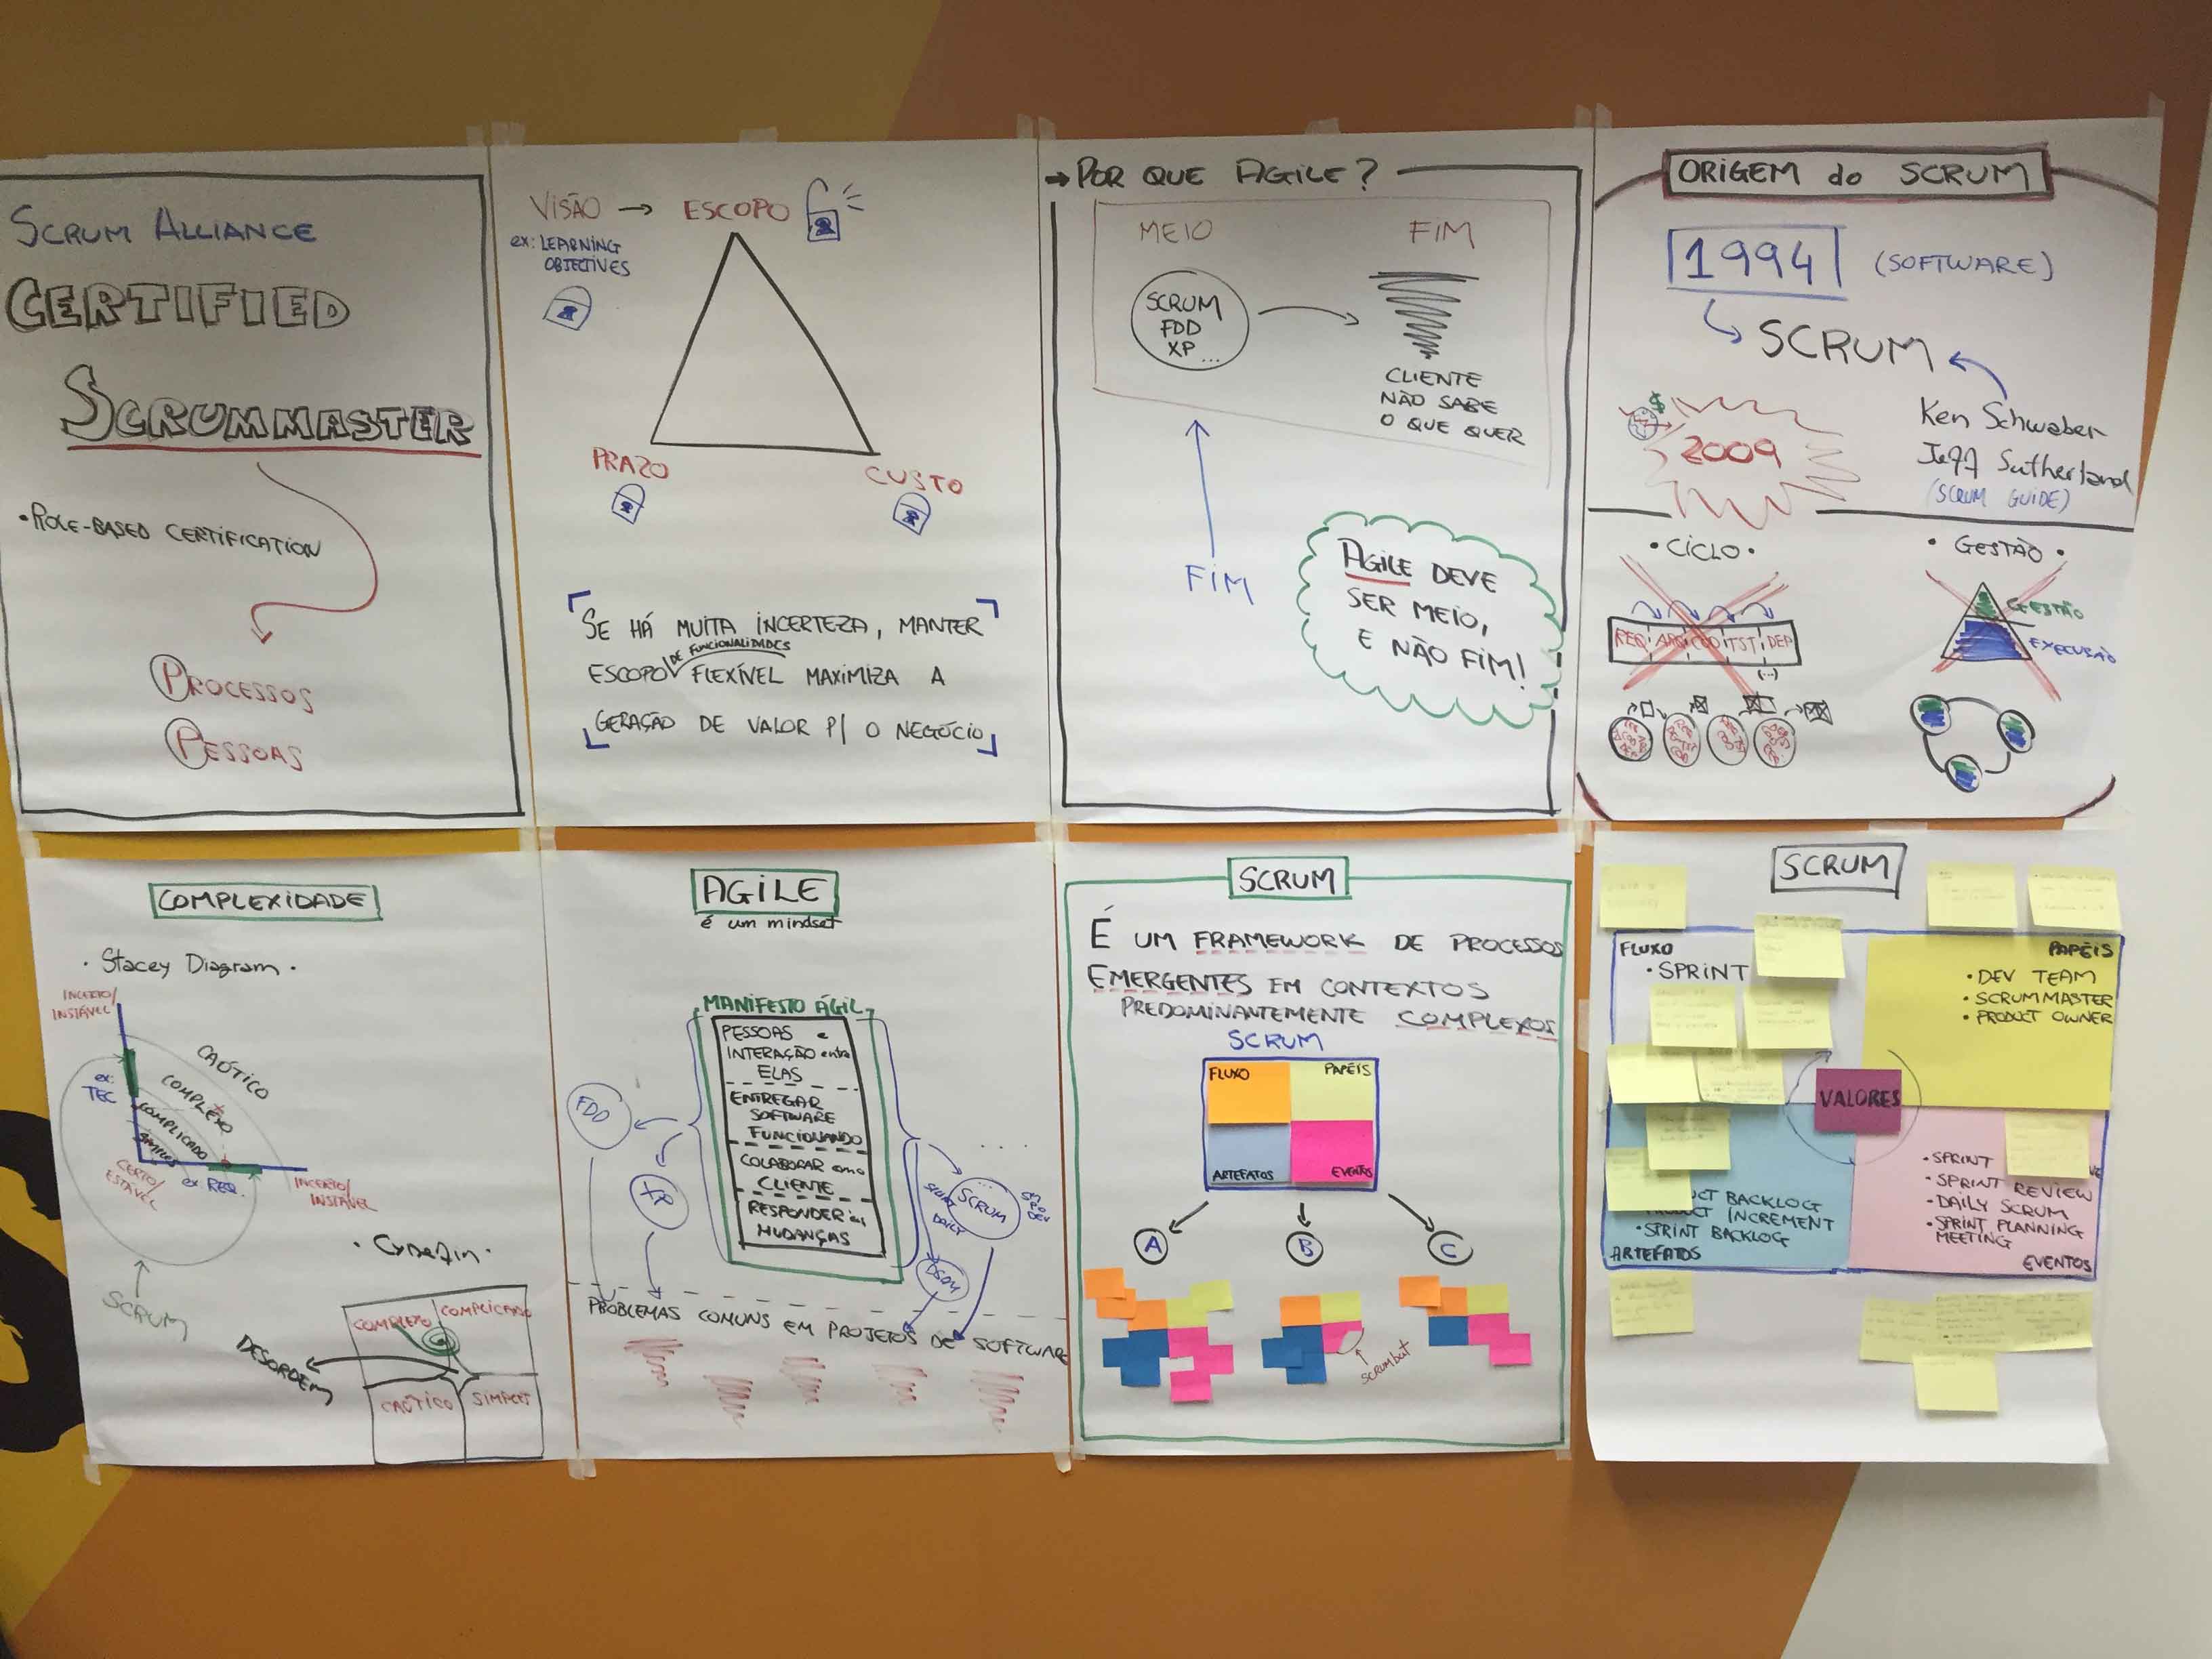 SCRUM ALLIANCE
CERTIFIED
SCRUMMASTER
• ROLE-BASED CERTIFICATION
PROCESSOS
PESSOAS
VISÃO → ESCOPO
ex: LEARNING
OBJECTIVES
PRAZO
CUSTO
SE HÁ MUITA INCERTEZA, MANTER
DE FUNCIONALIDADES
ESCOPO FLEXÍVEL MAXIMIZA A
GERAÇÃO DE VALOR P/ O NEGÓCIO
→ POR QUE AGILE?
MEIO
FIM
SCRUM
FDD
XP ...
CLIENTE
NÃO SABE
O QUE QUER
FIM
AGILE DEVE
SER MEIO,
E NÃO FIM!
ORIGEM do SCRUM
1994 (SOFTWARE)
SCRUM
$
2009
Ken Schwaber
Jeff Sutherland
(SCRUM GUIDE)
• CICLO •
REQ ARQ COD TST DEP
(...)
• GESTÃO •
GESTÃO
EXECUSÃO
COMPLEXIDADE
• Stacey Diagram •
INCERTO/
INSTÁVEL
CAÓTICO
COMPLEXO
COMPLICADO
SIMPLES
ex:
TEC
CERTO/
ESTÁVEL
ex: REQ.
INCERTO/
INSTÁVEL
SCRUM
• Cynefin •
COMPLEXO
COMPLICADO
DESORDEM
CAÓTICO
SIMPLES
AGILE
é um mindset
MANIFESTO ÁGIL
PESSOAS e
INTERAÇÃO entre
ELAS
ENTREGAR
SOFTWARE
FUNCIONANDO
COLABORAR com o
CLIENTE
RESPONDER às
MUDANÇAS
FDD
XP
SCRUM
SPRINT
DAILY
SM
PO
DEV
DSDM
PROBLEMAS COMUNS EM PROJETOS DE SOFTWARE
SCRUM
É UM FRAMEWORK DE PROCESSOS
EMERGENTES EM CONTEXTOS
PREDOMINANTEMENTE COMPLEXOS
SCRUM
FLUXO
PAPÉIS
ARTEFATOS
EVENTOS
A
B
C
scrumbut
SCRUM
FLUXO
• SPRINT
PAPÉIS
• DEV TEAM
• SCRUMMASTER
• PRODUCT OWNER
VALORES
UCT BACKLOG
PRODUCT INCREMENT
• SPRINT BACKLOG
ARTEFATOS
• SPRINT
• SPRINT REVIEW
• DAILY SCRUM
• SPRINT PLANNING
MEETING
EVENTOS